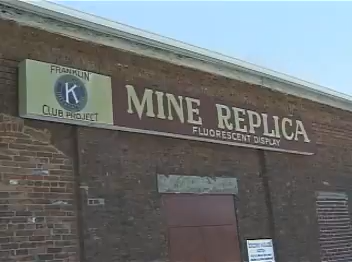 FRANKLIN
K
CLUB PROJECT
MINE REPLICA
FLUORESCENT DISPLAY